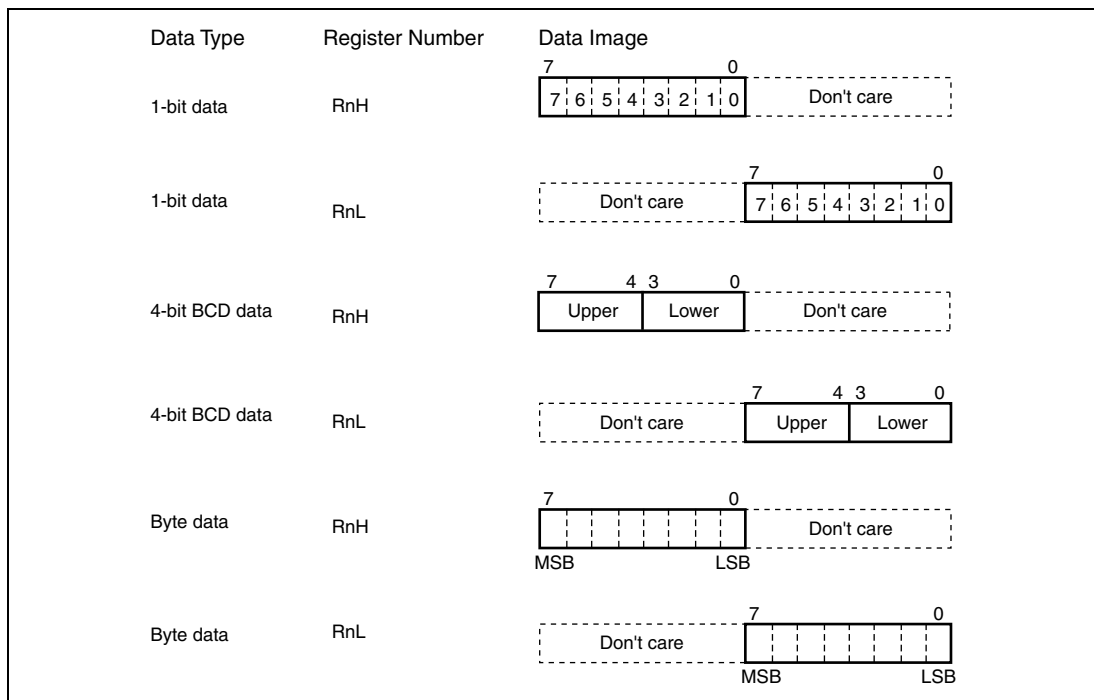 Data Type Register Number Data Image
7 0
1-bit data RnH 7 6 5 4 3 2 1 0 Don't care
7 0
1-bit data RnL Don't care 7 6 5 4 3 2 1 0
7 4 3 0
4-bit BCD data RnH Upper Lower Don't care
7 4 3 0
4-bit BCD data RnL Don't care Upper Lower
7 0
Byte data RnH Don't care
MSB LSB
7 0
Byte data RnL Don't care
MSB LSB